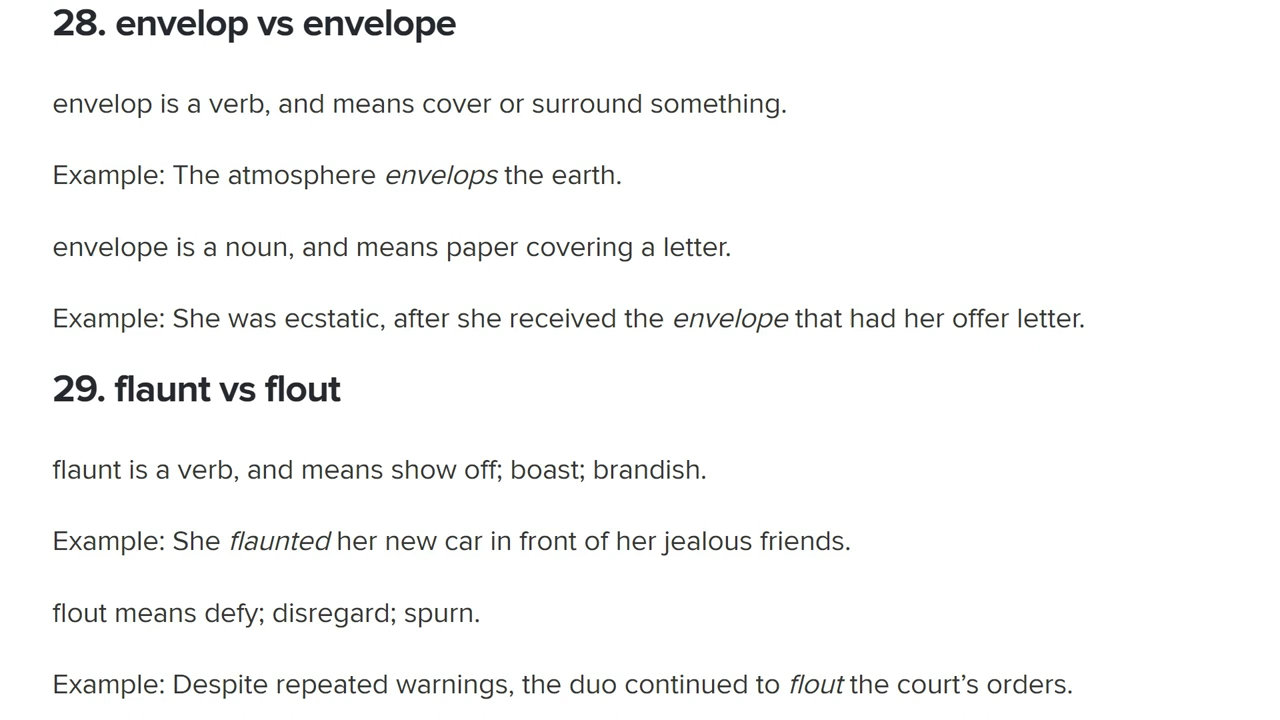 28. envelop vs envelope
envelop is a verb, and means cover or surround something.
Example: The atmosphere envelops the earth.
envelope is a noun, and means paper covering a letter.
Example: She was ecstatic, after she received the envelope that had her offer letter.
29. flaunt vs flout
flaunt is a verb, and means show off; boast; brandish.
Example: She flaunted her new car in front of her jealous friends.
flout means defy; disregard; spurn.
Example: Despite repeated warnings, the duo continued to flout the court’s orders.